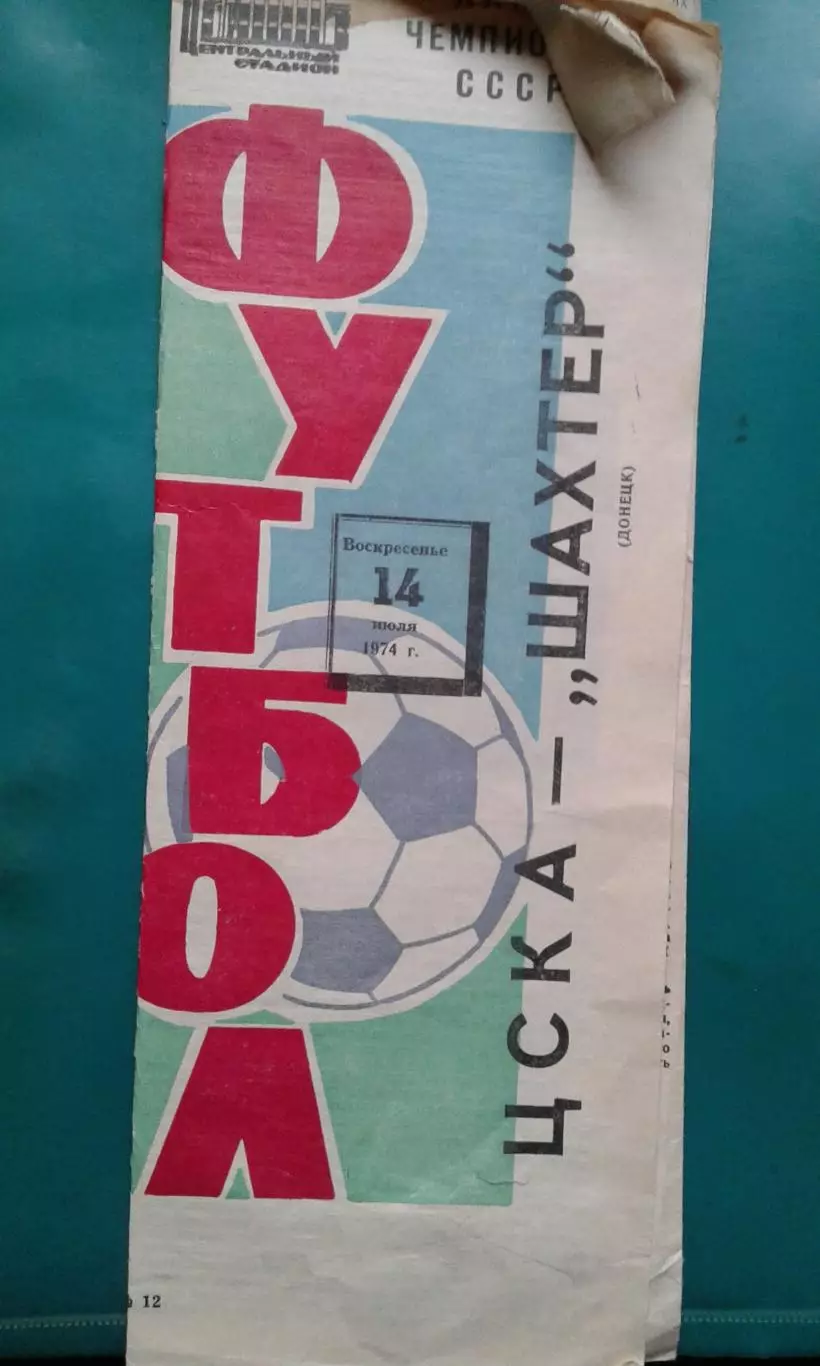 ЦЕНТРАЛЬНЫЙ
СТАДИОН
ЧЕМПИО
СССР
ФУТБОЛ
Воскресенье
14
июля
1974 г.
ЦСКА — „ШАХТЕР“
(ДОНЕЦК)
12